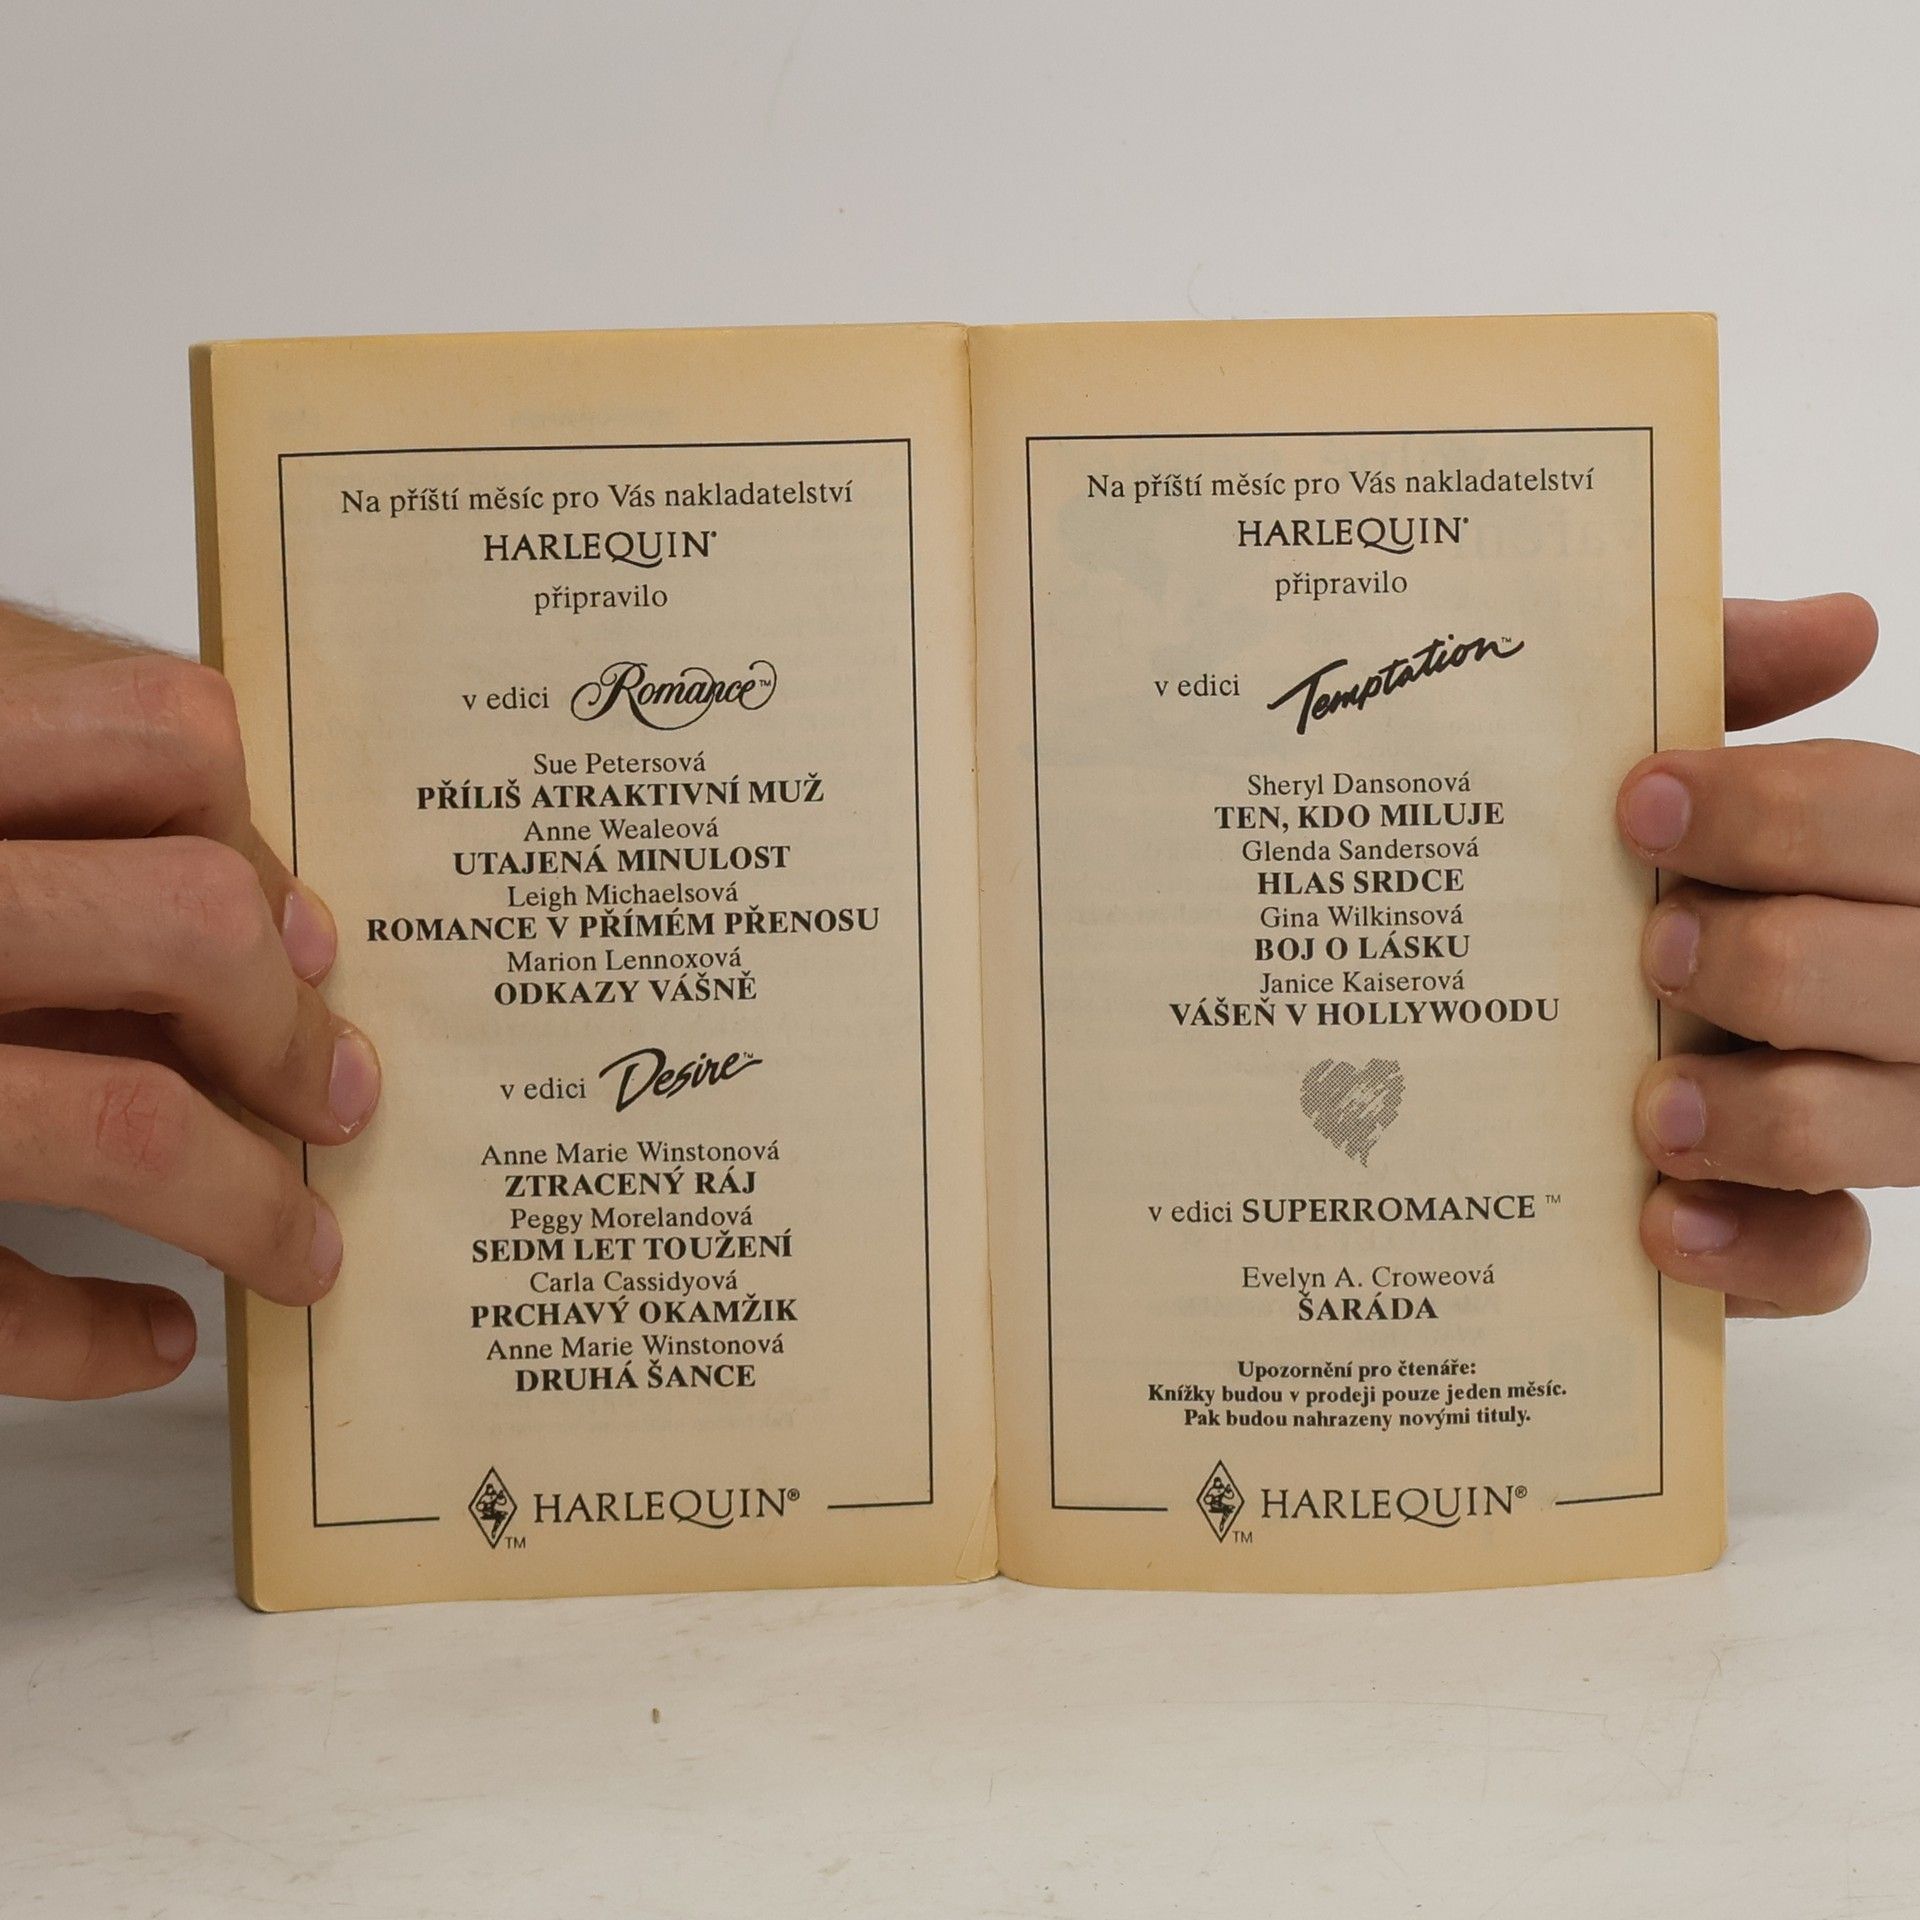 Na příští měsíc pro Vás nakladatelství
HARLEQUIN®
připravilo
v edici Romance™
Sue Petersová
PŘÍLIŠ ATRAKTIVNÍ MUŽ
Anne Wealeová
UTAJENÁ MINULOST
Leigh Michaelsová
ROMANCE V PŘÍMÉM PŘENOSU
Marion Lennoxová
ODKAZY VÁŠNĚ
v edici Desire™
Anne Marie Winstonová
ZTRACENÝ RÁJ
Peggy Morelandová
SEDM LET TOUŽENÍ
Carla Cassidyová
PRCHAVÝ OKAMŽIK
Anne Marie Winstonová
DRUHÁ ŠANCE
HARLEQUIN®
TM
Na příští měsíc pro Vás nakladatelství
HARLEQUIN®
připravilo
v edici Temptation™
Sheryl Dansonová
TEN, KDO MILUJE
Glenda Sandersová
HLAS SRDCE
Gina Wilkinsová
BOJ O LÁSKU
Janice Kaiserová
VÁŠEŇ V HOLLYWOODU
v edici SUPERROMANCE™
Evelyn A. Croweová
ŠARÁDA
Upozornění pro čtenáře:
Knížky budou v prodeji pouze jeden měsíc.
Pak budou nahrazeny novými tituly.
HARLEQUIN®
TM